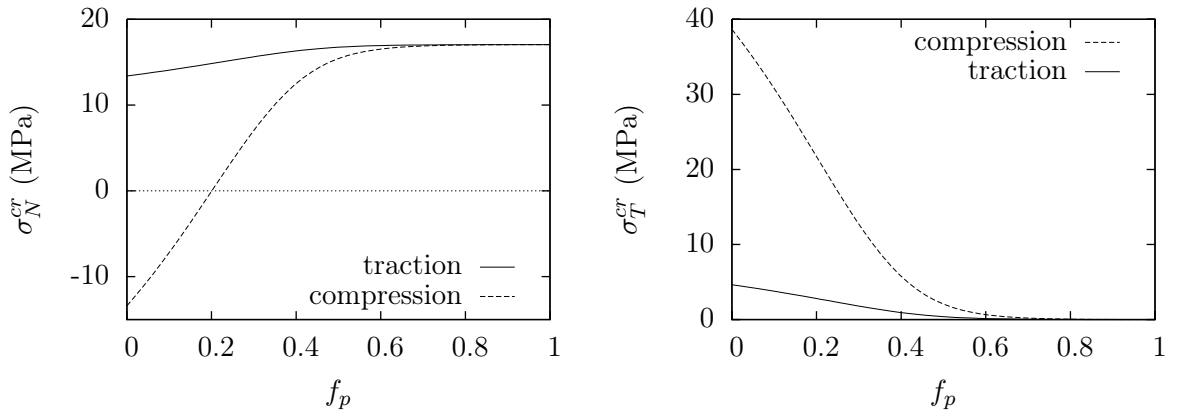 20
10
0
-10
σ_N^{cr} (MPa)
traction
compression
0 0.2 0.4 0.6 0.8 1
f_p
40
30
20
10
0
σ_T^{cr} (MPa)
compression
traction
0 0.2 0.4 0.6 0.8 1
f_p